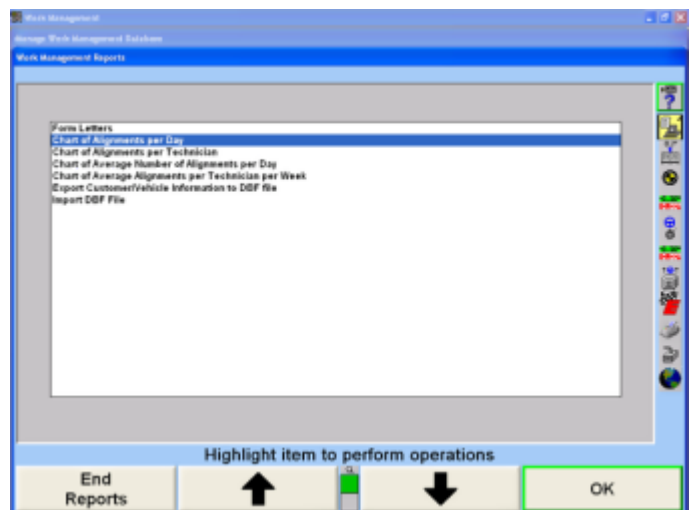 Work Management
Manage Work Management Database
Work Management Reports
Form Letters
Chart of Alignments per Day
Chart of Alignments per Technician
Chart of Average Number of Alignments per Day
Chart of Average Alignments per Technician per Week
Export Customer/Vehicle Information to DBF file
Import DBF File
Highlight item to perform operations
End
Reports
OK